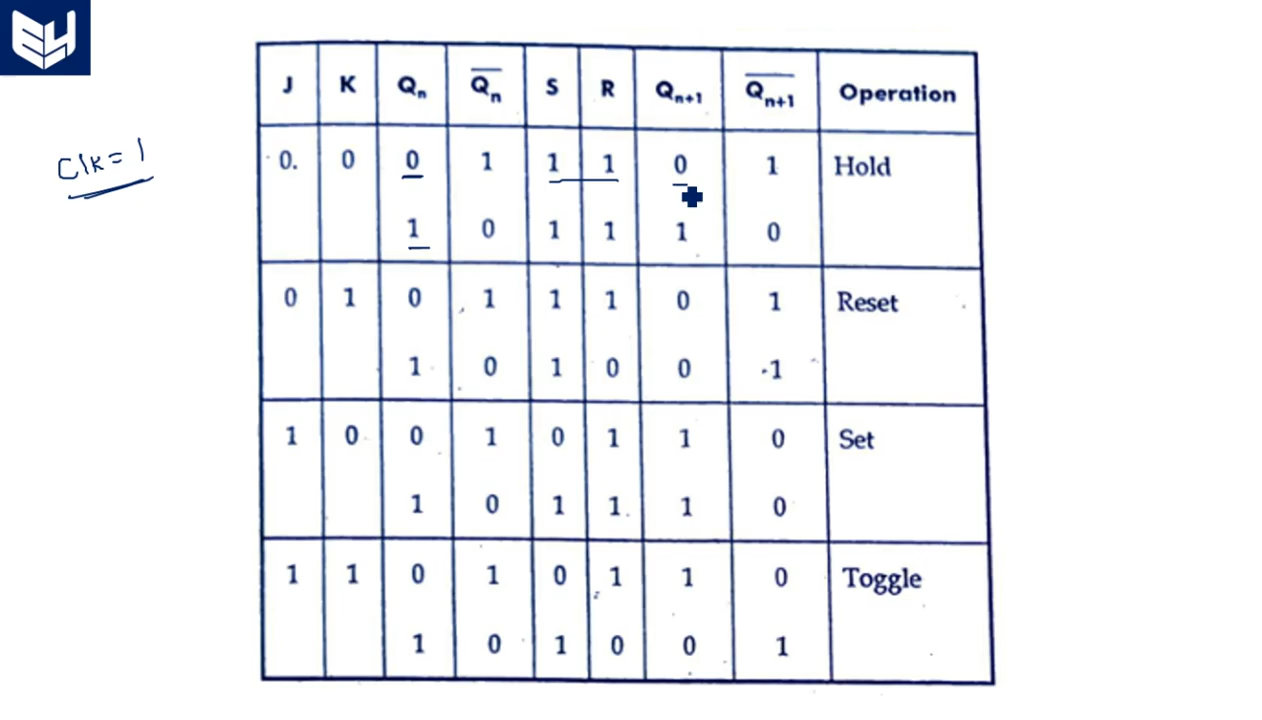 EY
J K Qn Q̅n S R Qn+1 Q̅n+1 Operation
Clk = 1
0. 0 0 1 1 1 0 1 Hold
1 0 1 1 1 0
0 1 0 1 1 1 0 1 Reset
1 0 1 0 0 1
1 0 0 1 0 1 1 0 Set
1 0 1 1 1 0
1 1 0 1 0 1 1 0 Toggle
1 0 1 0 0 1